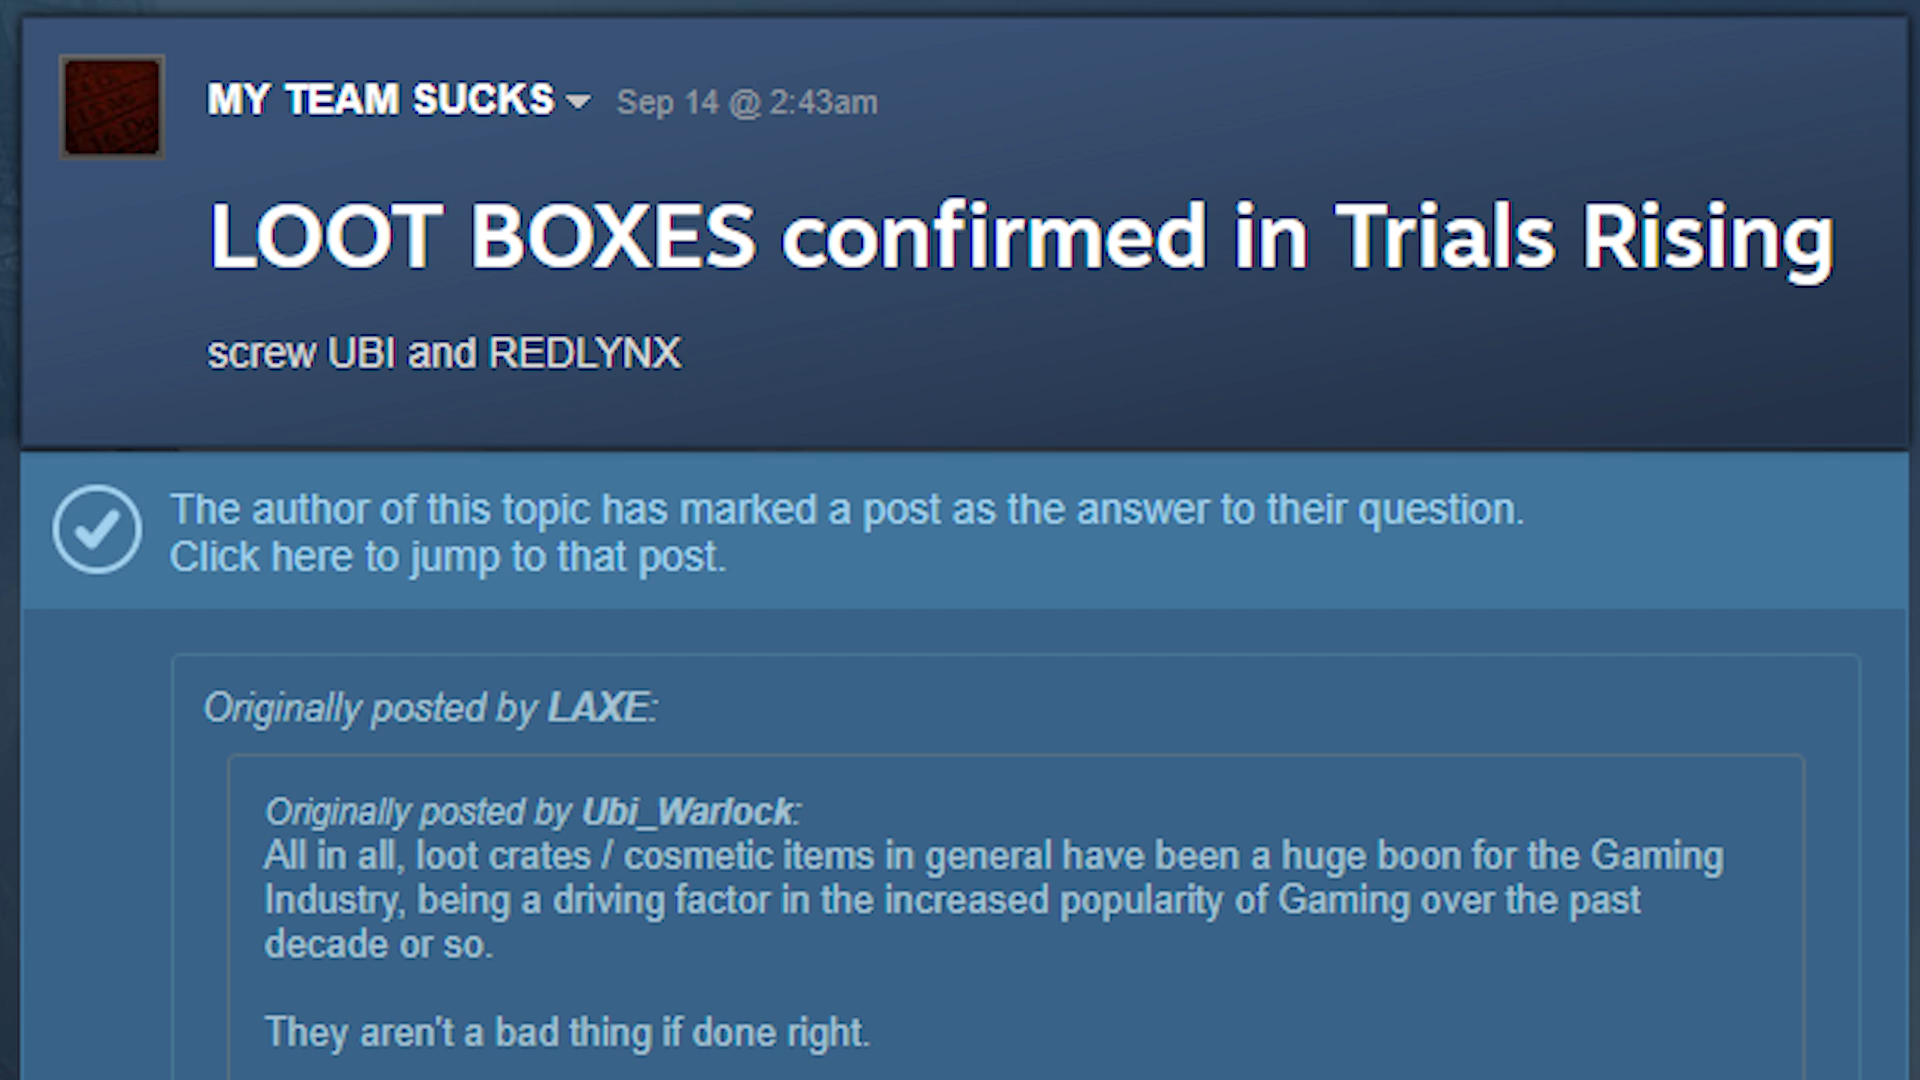 MY TEAM SUCKS Sep 14 @ 2:43am
LOOT BOXES confirmed in Trials Rising
screw UBI and REDLYNX
The author of this topic has marked a post as the answer to their question.
Click here to jump to that post.
Originally posted by LAXE:
Originally posted by Ubi_Warlock:
All in all, loot crates / cosmetic items in general have been a huge boon for the Gaming
Industry, being a driving factor in the increased popularity of Gaming over the past
decade or so.
They aren't a bad thing if done right.